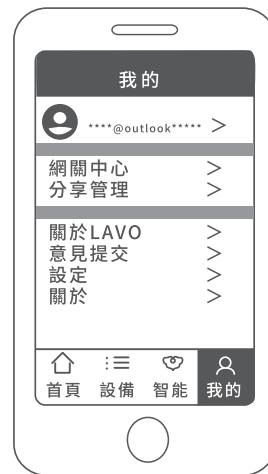 我的
****@outlook***** >
網關中心 >
分享管理 >
關於LAVO >
意見提交 >
設定 >
關於 >
首頁 設備 智能 我的